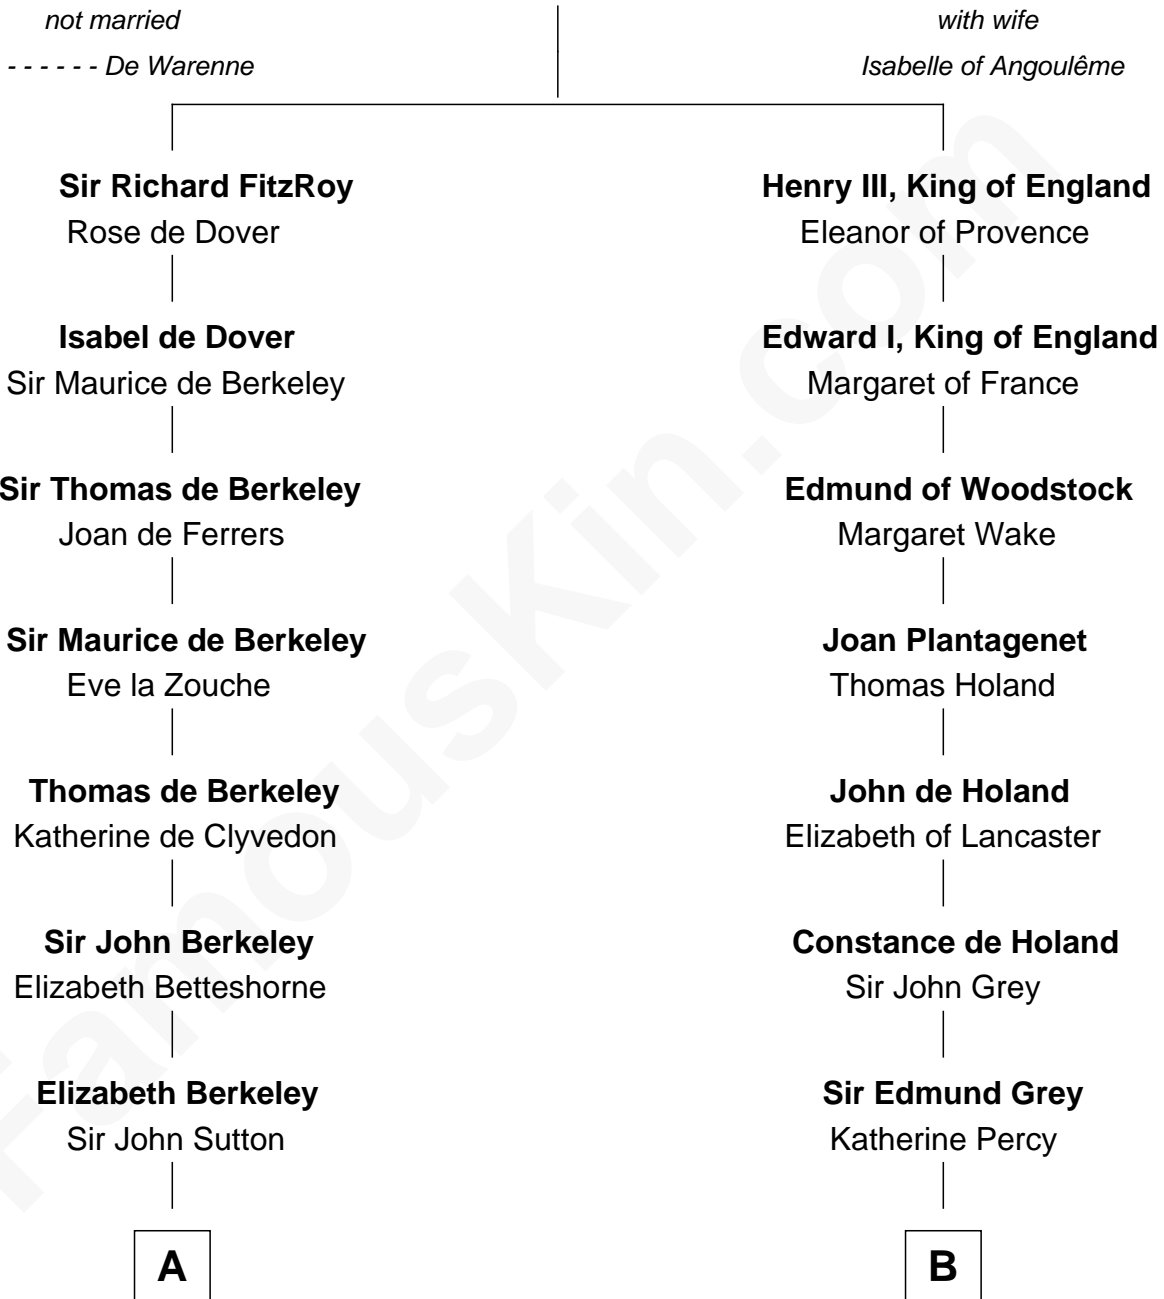 not married
with wife
- - - - - - De Warenne
Isabelle of Angoulême
Sir Richard FitzRoy
Rose de Dover
Henry III, King of England
Eleanor of Provence
Isabel de Dover
Sir Maurice de Berkeley
Edward I, King of England
Margaret of France
Sir Thomas de Berkeley
Joan de Ferrers
Edmund of Woodstock
Margaret Wake
Sir Maurice de Berkeley
Eve la Zouche
Joan Plantagenet
Thomas Holand
Thomas de Berkeley
Katherine de Clyvedon
John de Holand
Elizabeth of Lancaster
Sir John Berkeley
Elizabeth Betteshorne
Constance de Holand
Sir John Grey
Elizabeth Berkeley
Sir John Sutton
Sir Edmund Grey
Katherine Percy
A
B
FamousKin.com